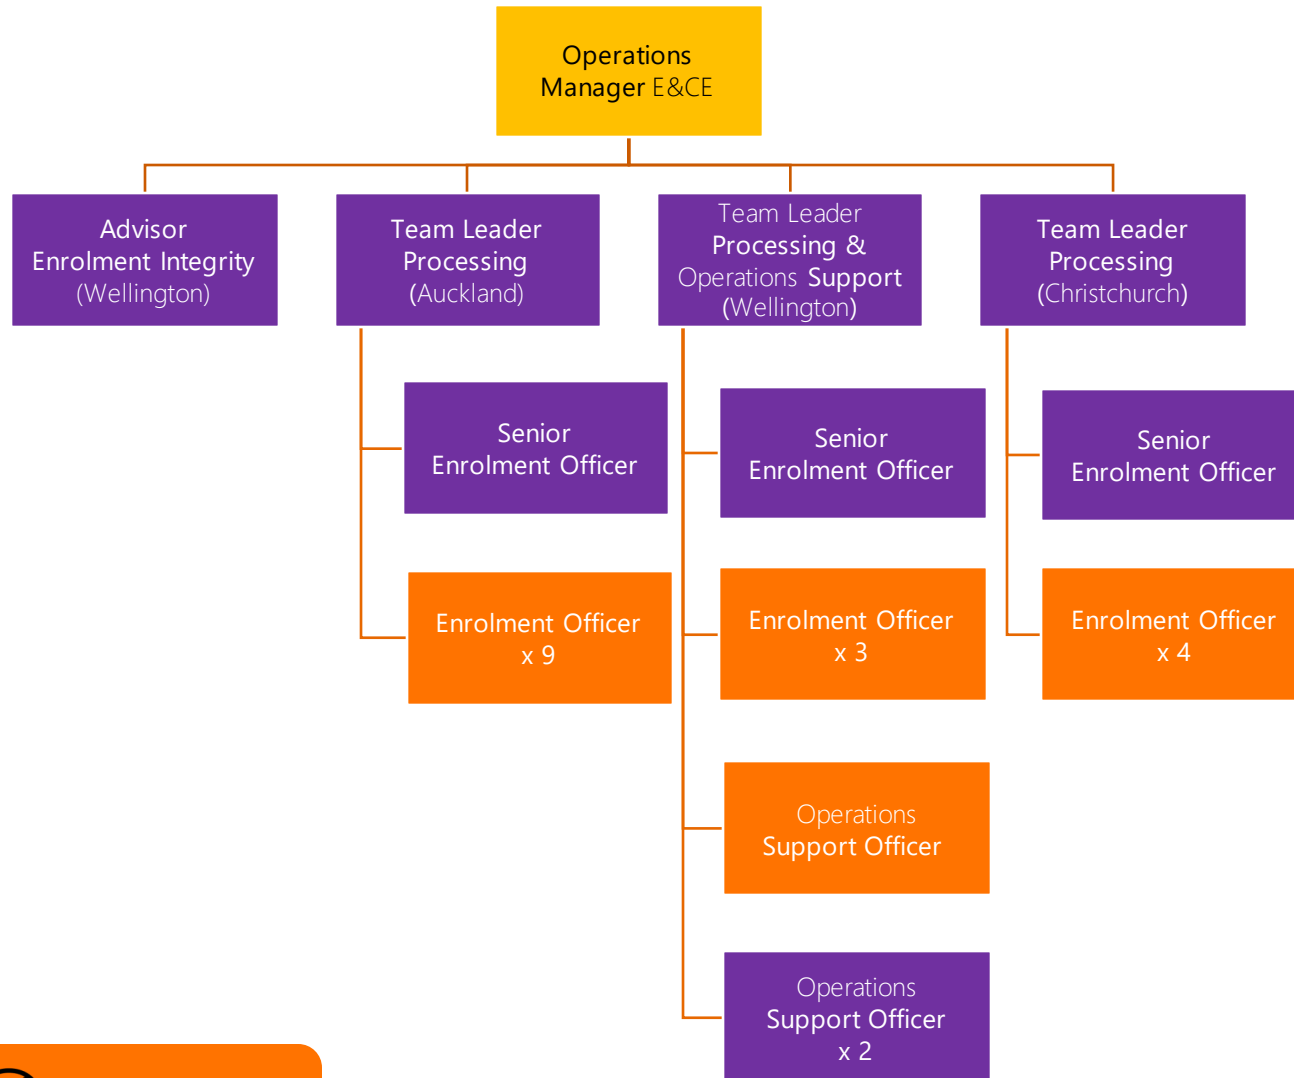 Operations
Manager E&CE
Advisor
Enrolment Integrity
(Wellington)
Team Leader
Processing
(Auckland)
Team Leader
Processing &
Operations Support
(Wellington)
Team Leader
Processing
(Christchurch)
Senior
Enrolment Officer
Senior
Enrolment Officer
Senior
Enrolment Officer
Enrolment Officer
x 9
Enrolment Officer
x 3
Enrolment Officer
x 4
Operations
Support Officer
Operations
Support Officer
x 2